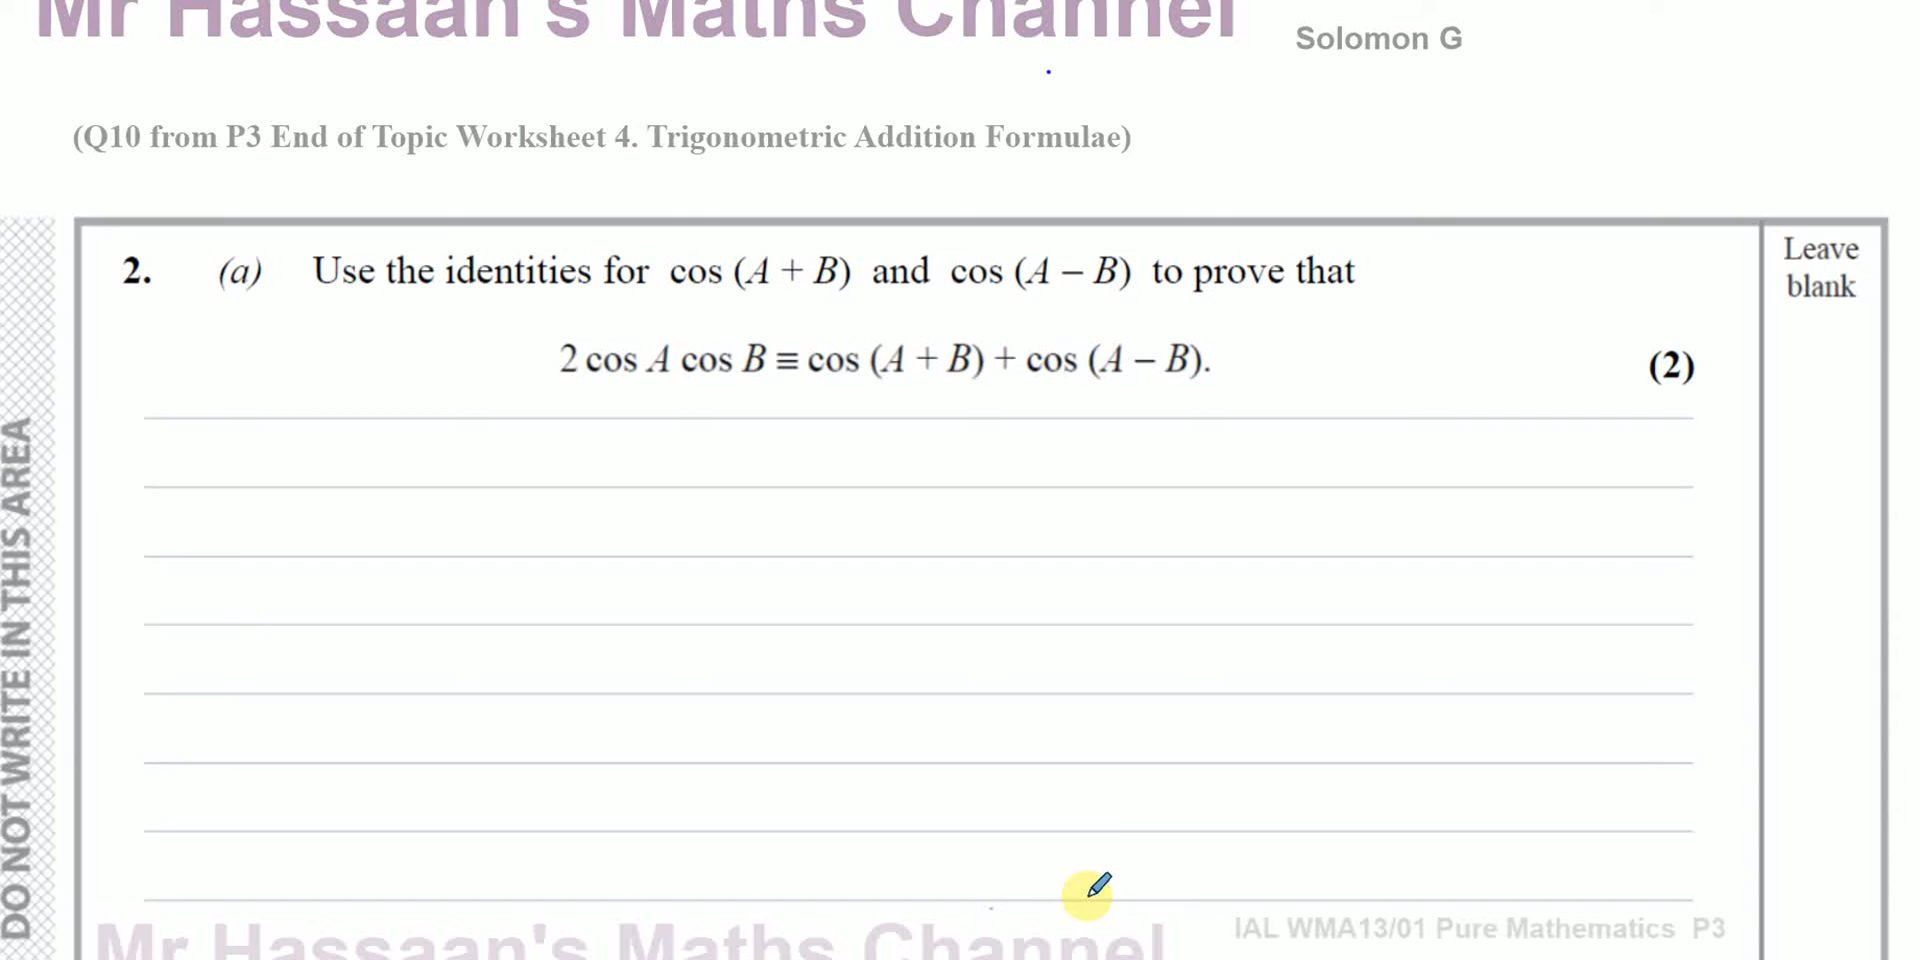 Mr Hassaan's Maths Channel
Solomon G
(Q10 from P3 End of Topic Worksheet 4. Trigonometric Addition Formulae)
2. (a) Use the identities for cos (A + B) and cos (A – B) to prove that
2 cos A cos B ≡ cos (A + B) + cos (A – B).
(2)
Leave
blank
DO NOT WRITE IN THIS AREA
Mr Hassaan's Maths Channel
IAL WMA13/01 Pure Mathematics P3